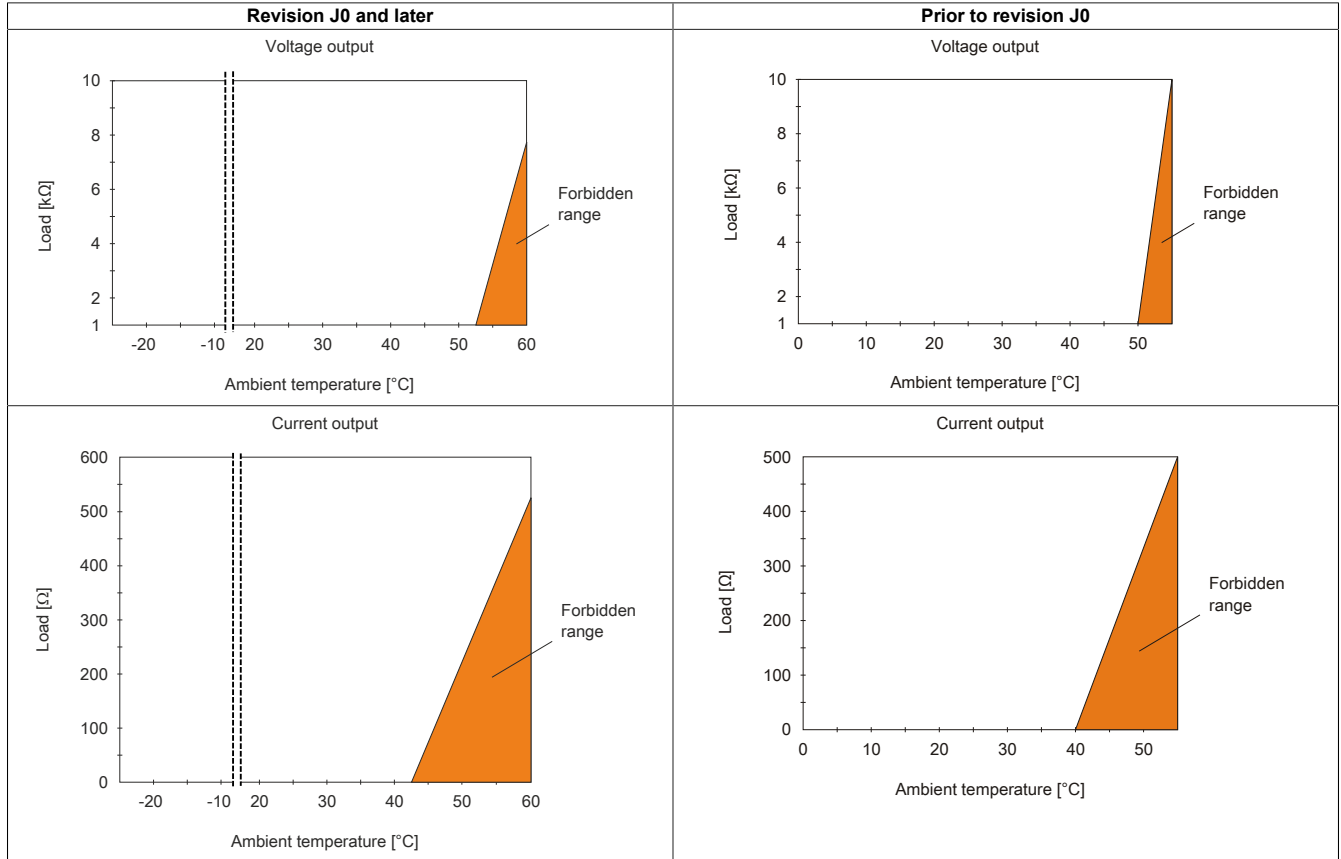 Revision J0 and later
Prior to revision J0
Voltage output
10
8
6
4
2
1
Load [kΩ]
-20 -10 20 30 40 50 60
Ambient temperature [°C]
Forbidden
range
Voltage output
10
8
6
4
2
1
Load [kΩ]
0 10 20 30 40 50
Ambient temperature [°C]
Forbidden
range
Current output
600
500
400
300
200
100
0
Load [Ω]
-20 -10 20 30 40 50 60
Ambient temperature [°C]
Forbidden
range
Current output
500
400
300
200
100
0
Load [Ω]
0 10 20 30 40 50
Ambient temperature [°C]
Forbidden
range